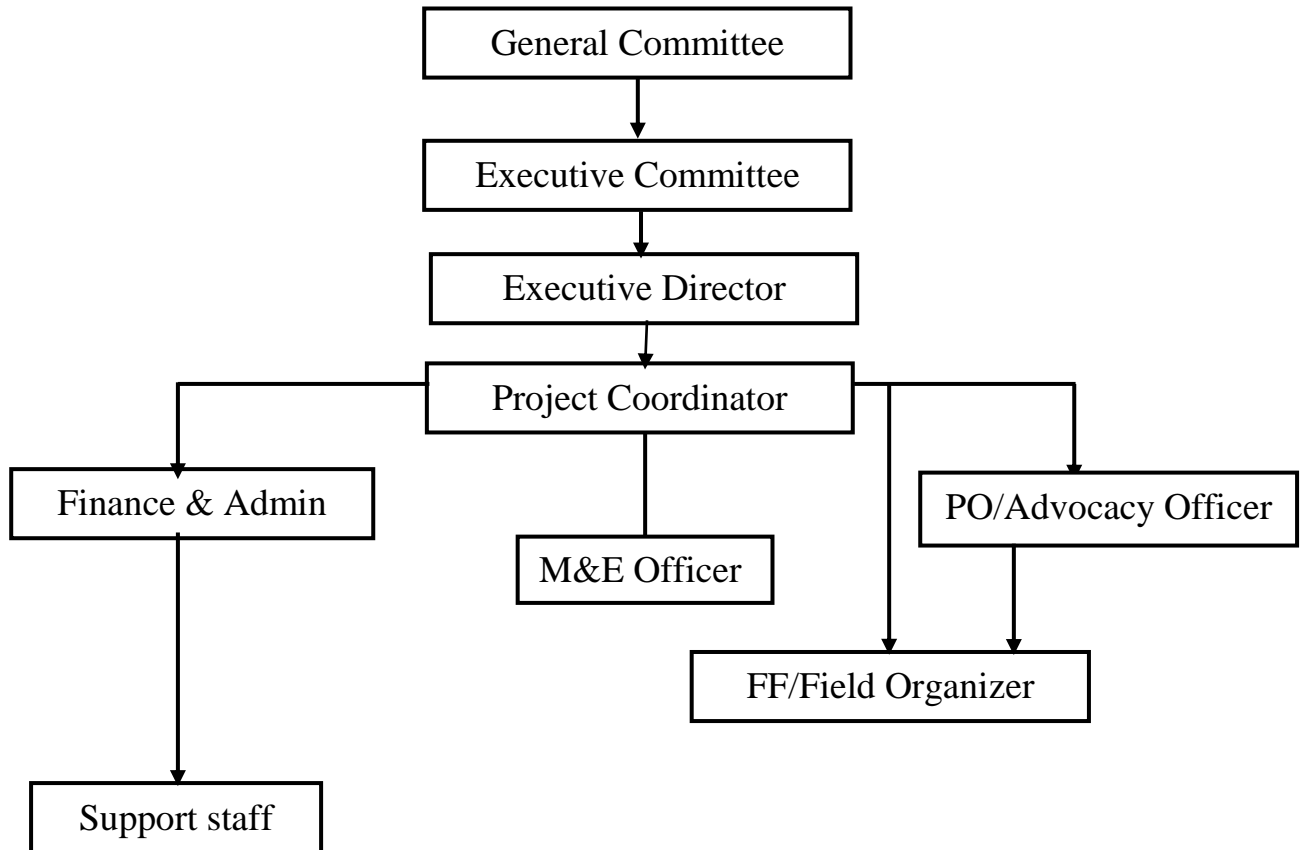 General Committee
Executive Committee
Executive Director
Project Coordinator
Finance & Admin
PO/Advocacy Officer
M&E Officer
FF/Field Organizer
Support staff